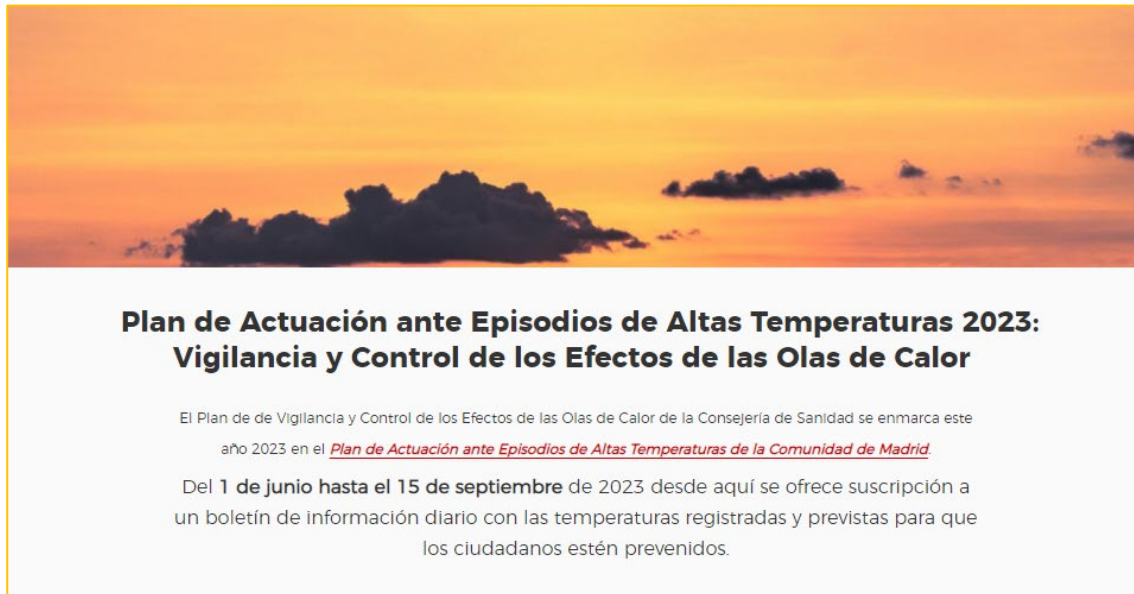 Plan de Actuación ante Episodios de Altas Temperaturas 2023:
Vigilancia y Control de los Efectos de las Olas de Calor
El Plan de de Vigilancia y Control de los Efectos de las Olas de Calor de la Consejería de Sanidad se enmarca este
año 2023 en el Plan de Actuación ante Episodios de Altas Temperaturas de la Comunidad de Madrid.
Del 1 de junio hasta el 15 de septiembre de 2023 desde aquí se ofrece suscripción a
un boletín de información diario con las temperaturas registradas y previstas para que
los ciudadanos estén prevenidos.